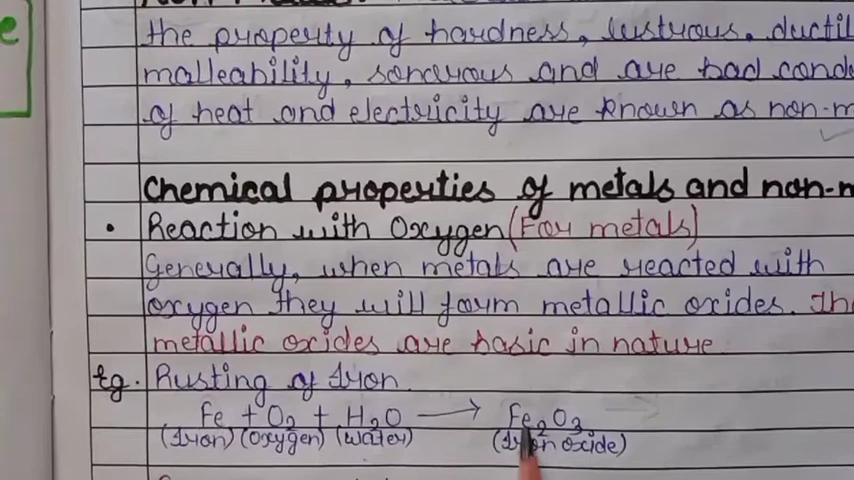 e
the property of hardness, lustrous, ductil
malleability, sonorous and are bad condu
of heat and electricity are known as non-m
Chemical properties of metals and non-m
• Reaction with Oxygen (For metals)
Generally, when metals are reacted with
oxygen they will form metallic oxides. The
metallic oxides are basic in nature
Eg. Rusting of Iron.
Fe + O2 + H2O → Fe2O3
(Iron) (Oxygen) (water) (Iron oxide)